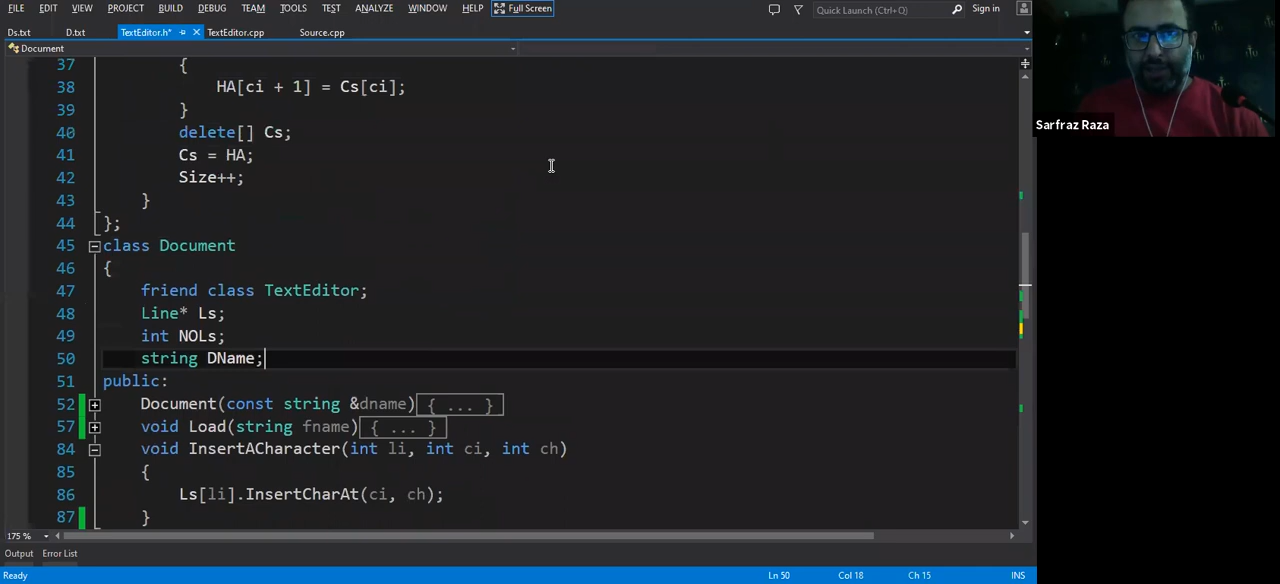 FILE EDIT VIEW PROJECT BUILD DEBUG TEAM TOOLS TEST ANALYZE WINDOW HELP Full Screen Quick Launch (Ctrl+Q) Sign in
Ds.txt D.txt TextEditor.h* TextEditor.cpp Source.cpp
Document
37 {
38 HA[ci + 1] = Cs[ci];
39 }
40 delete[] Cs;
41 Cs = HA;
42 Size++;
43 }
44 };
45 class Document
46 {
47 friend class TextEditor;
48 Line* Ls;
49 int NOLs;
50 string DName;
51 public:
52 Document(const string &dname) { ... }
57 void Load(string fname) { ... }
84 void InsertACharacter(int li, int ci, int ch)
85 {
86 Ls[li].InsertCharAt(ci, ch);
87 }
175 %
Output Error List
Ready Ln 50 Col 18 Ch 15 INS
Sarfraz Raza